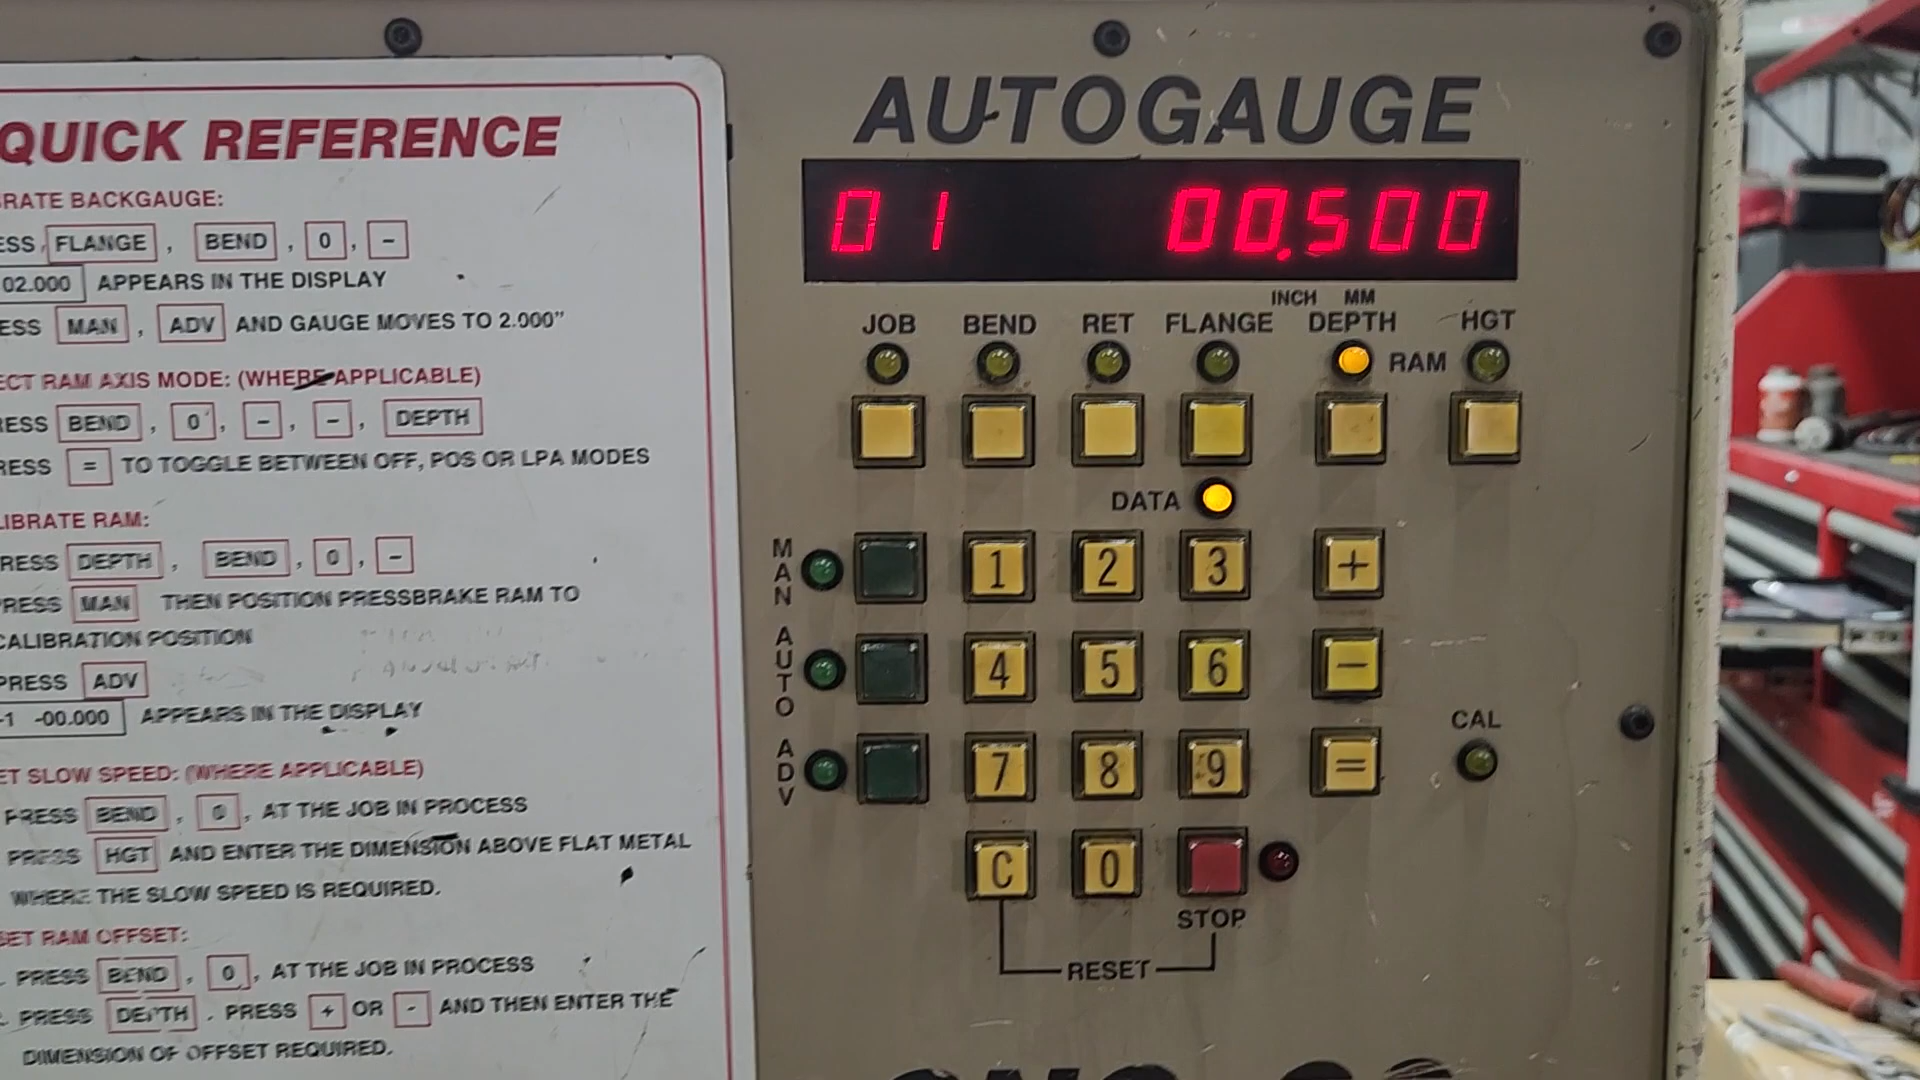 QUICK REFERENCE
RATE BACKGAUGE:
ESS, FLANGE , BEND , 0 , -
02.000 APPEARS IN THE DISPLAY
ESS MAN , ADV AND GAUGE MOVES TO 2.000"
ECT RAM AXIS MODE: (WHERE APPLICABLE)
RESS BEND , 0 , - , - , DEPTH
RESS = TO TOGGLE BETWEEN OFF, POS OR LPA MODES
IBRATE RAM:
PRESS DEPTH , BEND , 0 , -
PRESS MAN THEN POSITION PRESSBRAKE RAM TO
CALIBRATION POSITION
PRESS ADV
-1 -00.000 APPEARS IN THE DISPLAY
ET SLOW SPEED: (WHERE APPLICABLE)
PRESS BEND , 0 , AT THE JOB IN PROCESS
PRESS HGT AND ENTER THE DIMENSION ABOVE FLAT METAL
WHERE THE SLOW SPEED IS REQUIRED.
SET RAM OFFSET:
. PRESS BEND , 0 , AT THE JOB IN PROCESS
. PRESS DEPTH . PRESS + OR - AND THEN ENTER THE
DIMENSION OF OFFSET REQUIRED.
AUTOGAUGE
01 00.500
INCH MM
JOB BEND RET FLANGE DEPTH HGT
RAM
DATA
MAN 1 2 3 +
AUTO 4 5 6 -
CAL
ADV 7 8 9 =
C 0
STOP
RESET